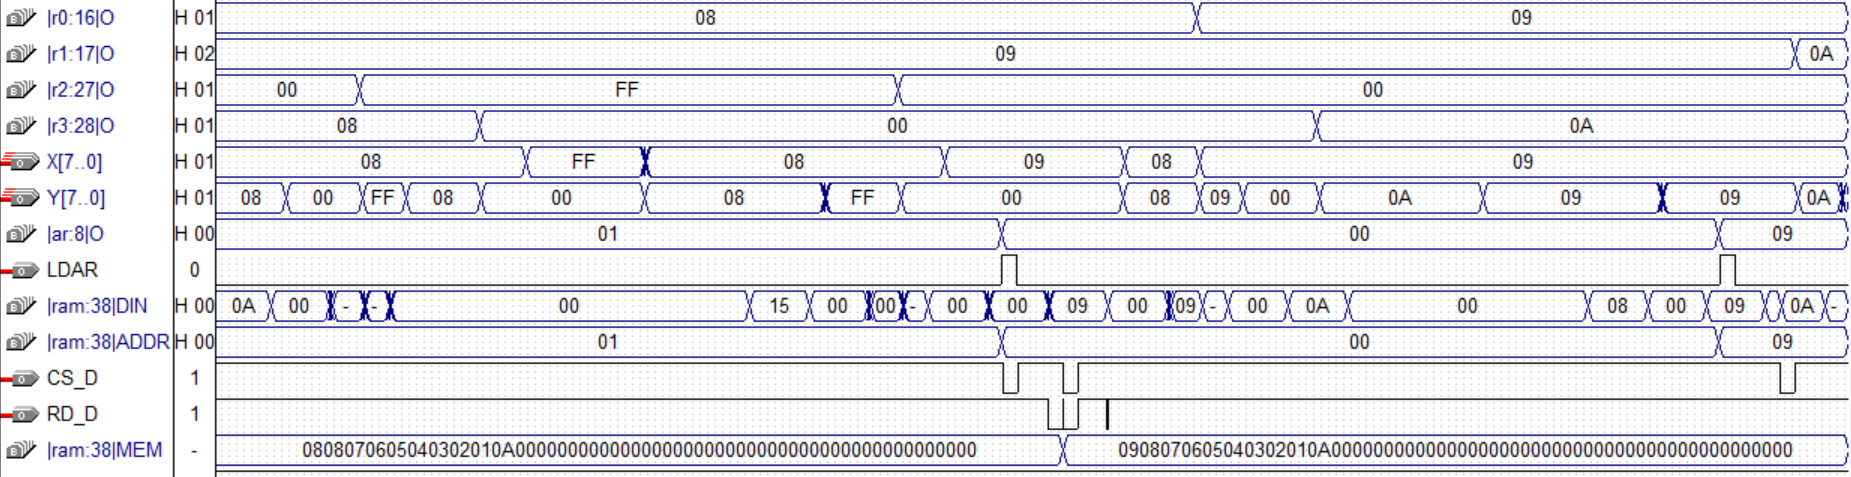 |r0:16|O H 01 08 09
|r1:17|O H 02 09 0A
|r2:27|O H 01 00 FF 00
|r3:28|O H 01 08 00 0A
X[7..0] H 01 08 FF 08 09 08 09
Y[7..0] H 01 08 00 FF 08 00 08 FF 00 08 09 00 0A 09 09 0A
|ar:8|O H 00 01 00 09
LDAR 0
|ram:38|DIN H 00 0A 00 - - 00 15 00 00 - 00 00 09 00 09 - 00 0A 00 08 00 09 0A -
|ram:38|ADDR H 00 01 00 09
CS_D 1
RD_D 1
|ram:38|MEM -